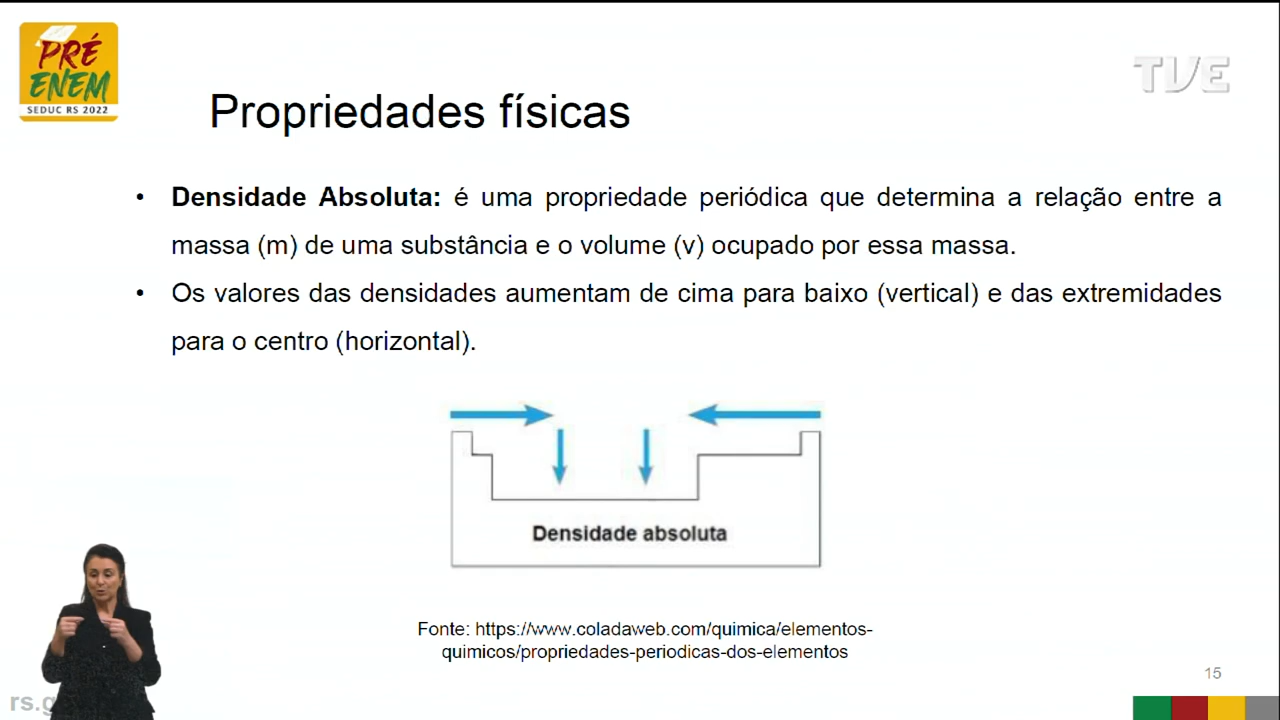 PRÉ
ENEM
SEDUC RS 2022
TVE
Propriedades físicas
• Densidade Absoluta: é uma propriedade periódica que determina a relação entre a
massa (m) de uma substância e o volume (v) ocupado por essa massa.
• Os valores das densidades aumentam de cima para baixo (vertical) e das extremidades
para o centro (horizontal).
Densidade absoluta
Fonte: https://www.coladaweb.com/quimica/elementos-
quimicos/propriedades-periodicas-dos-elementos
15